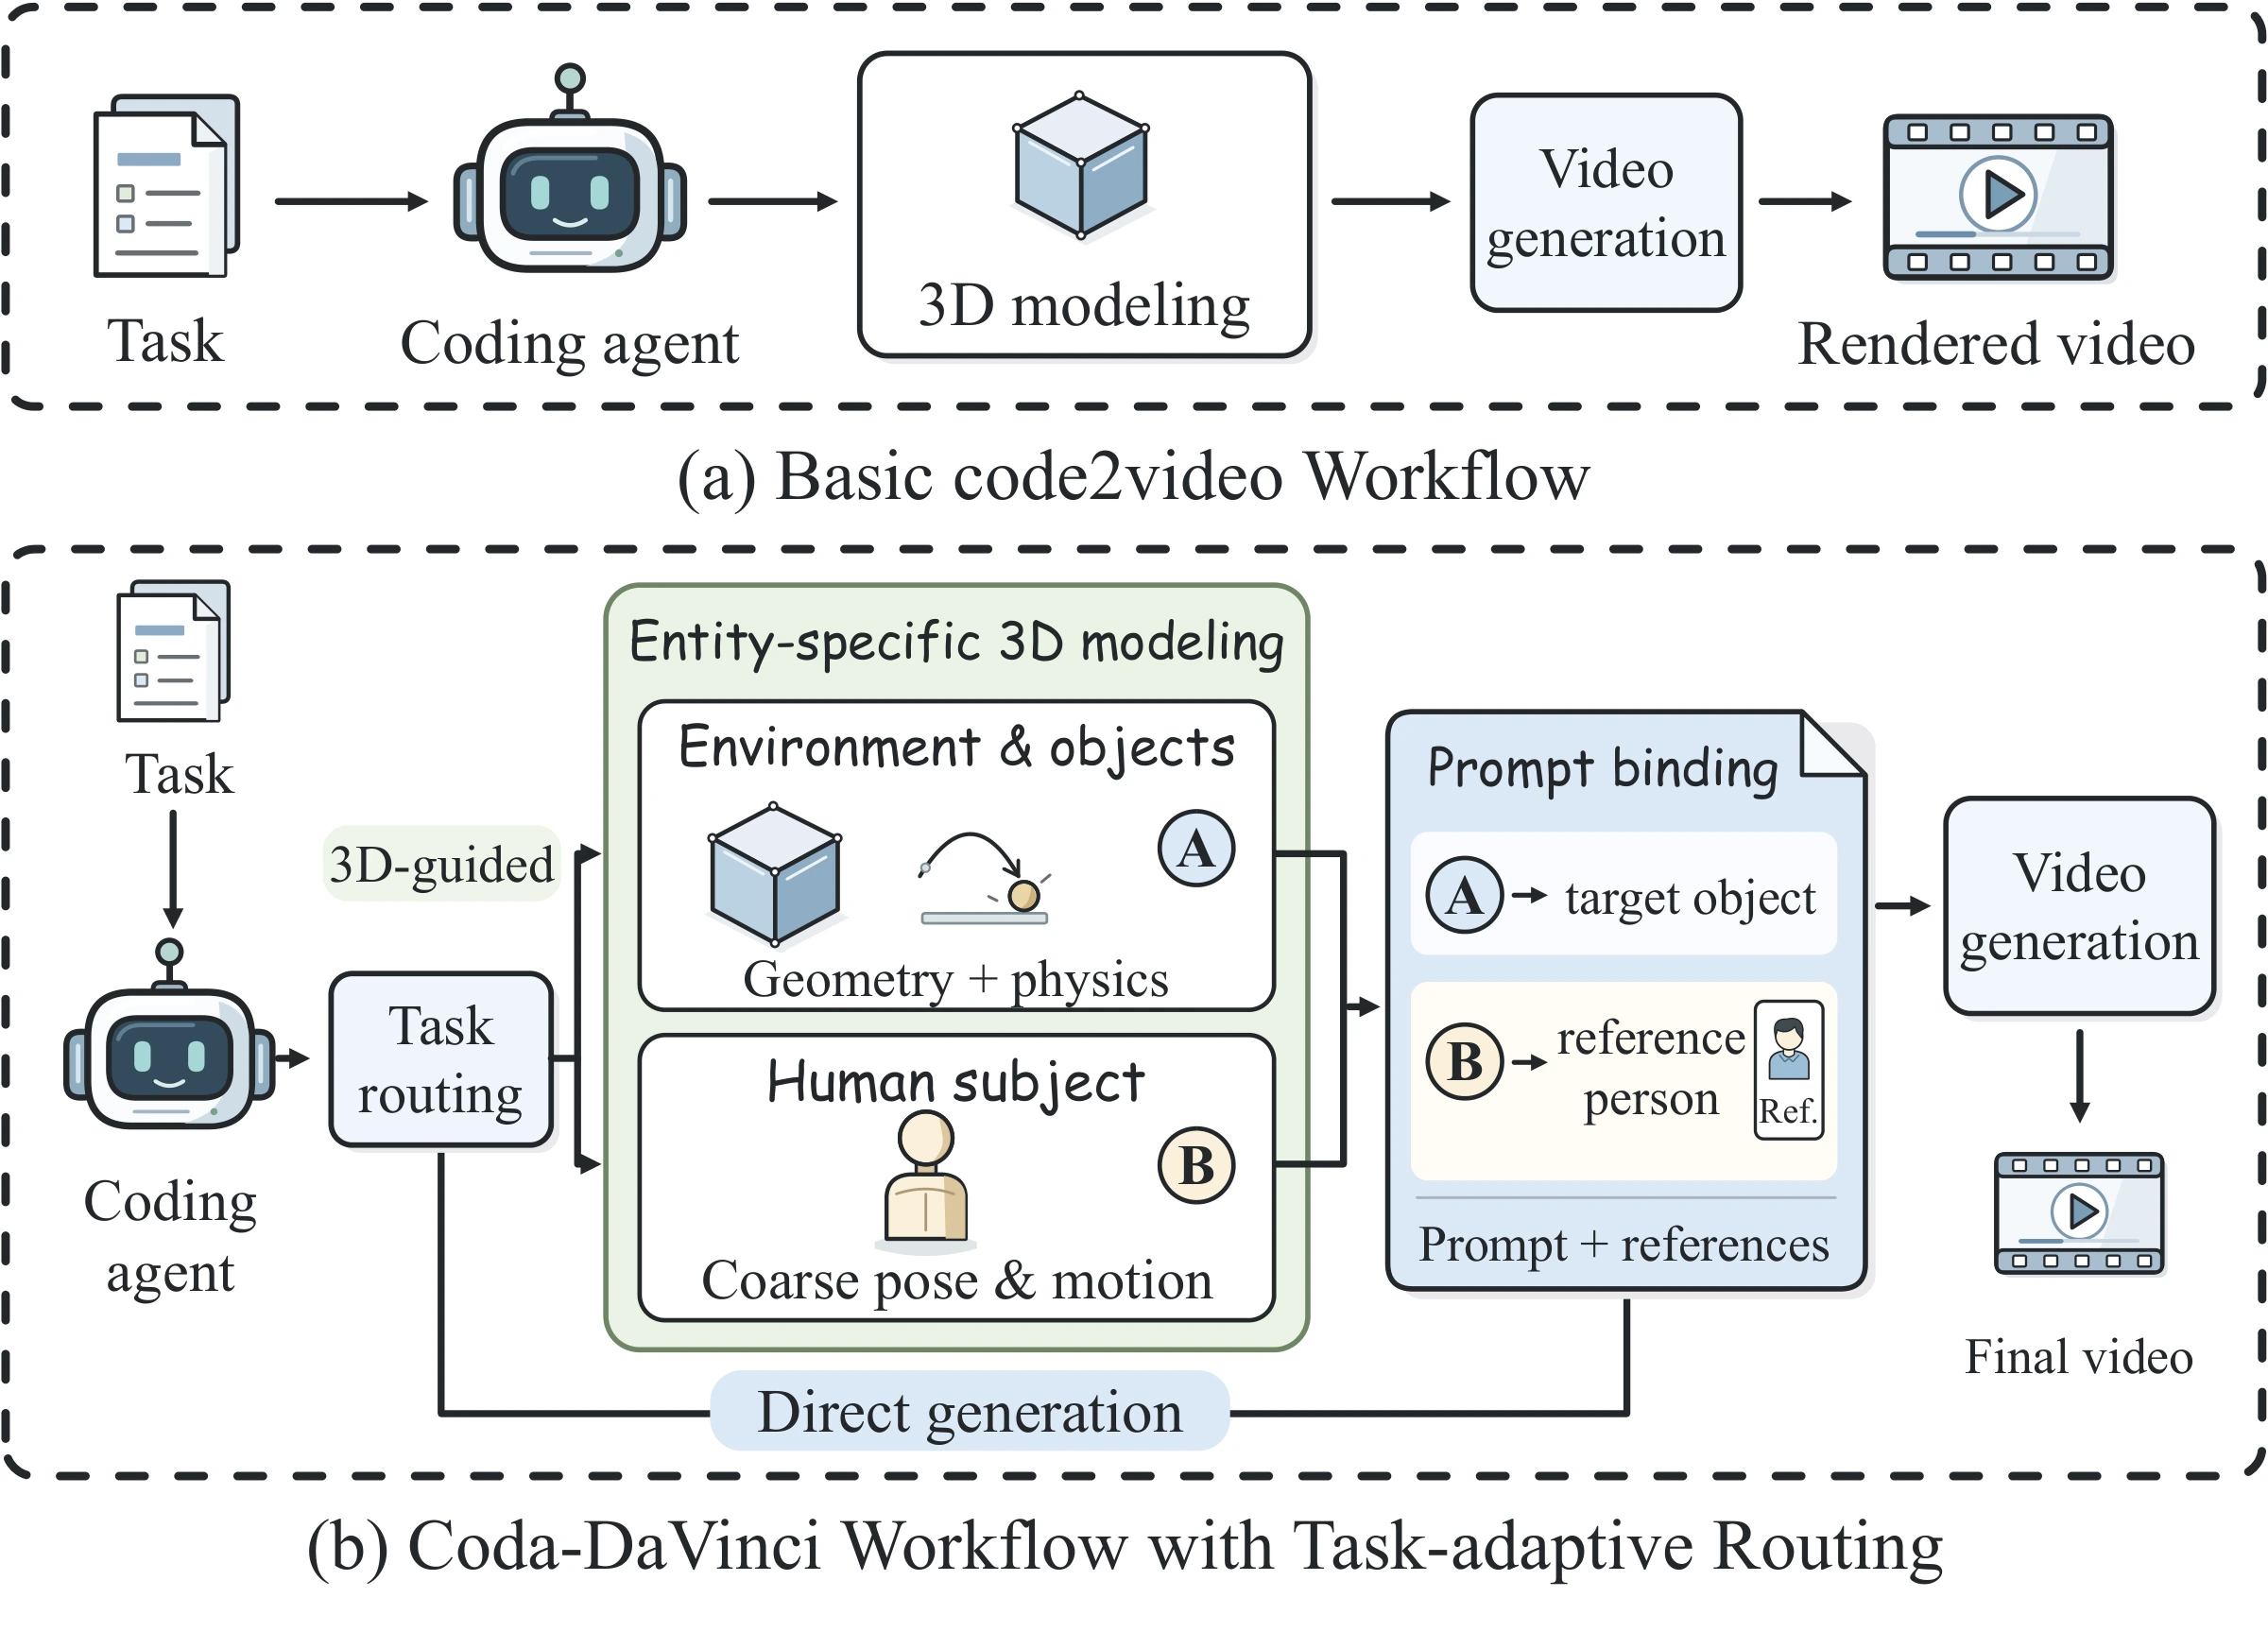 Task
Coding agent
3D modeling
Video
generation
Rendered video
(a) Basic code2video Workflow
Task
Coding
agent
3D-guided
Task
routing
Entity-specific 3D modeling
Environment & objects
A
Geometry + physics
Human subject
B
Coarse pose & motion
Direct generation
Prompt binding
A
target object
B
reference
person
Ref.
Prompt + references
Video
generation
Final video
(b) Coda-DaVinci Workflow with Task-adaptive Routing